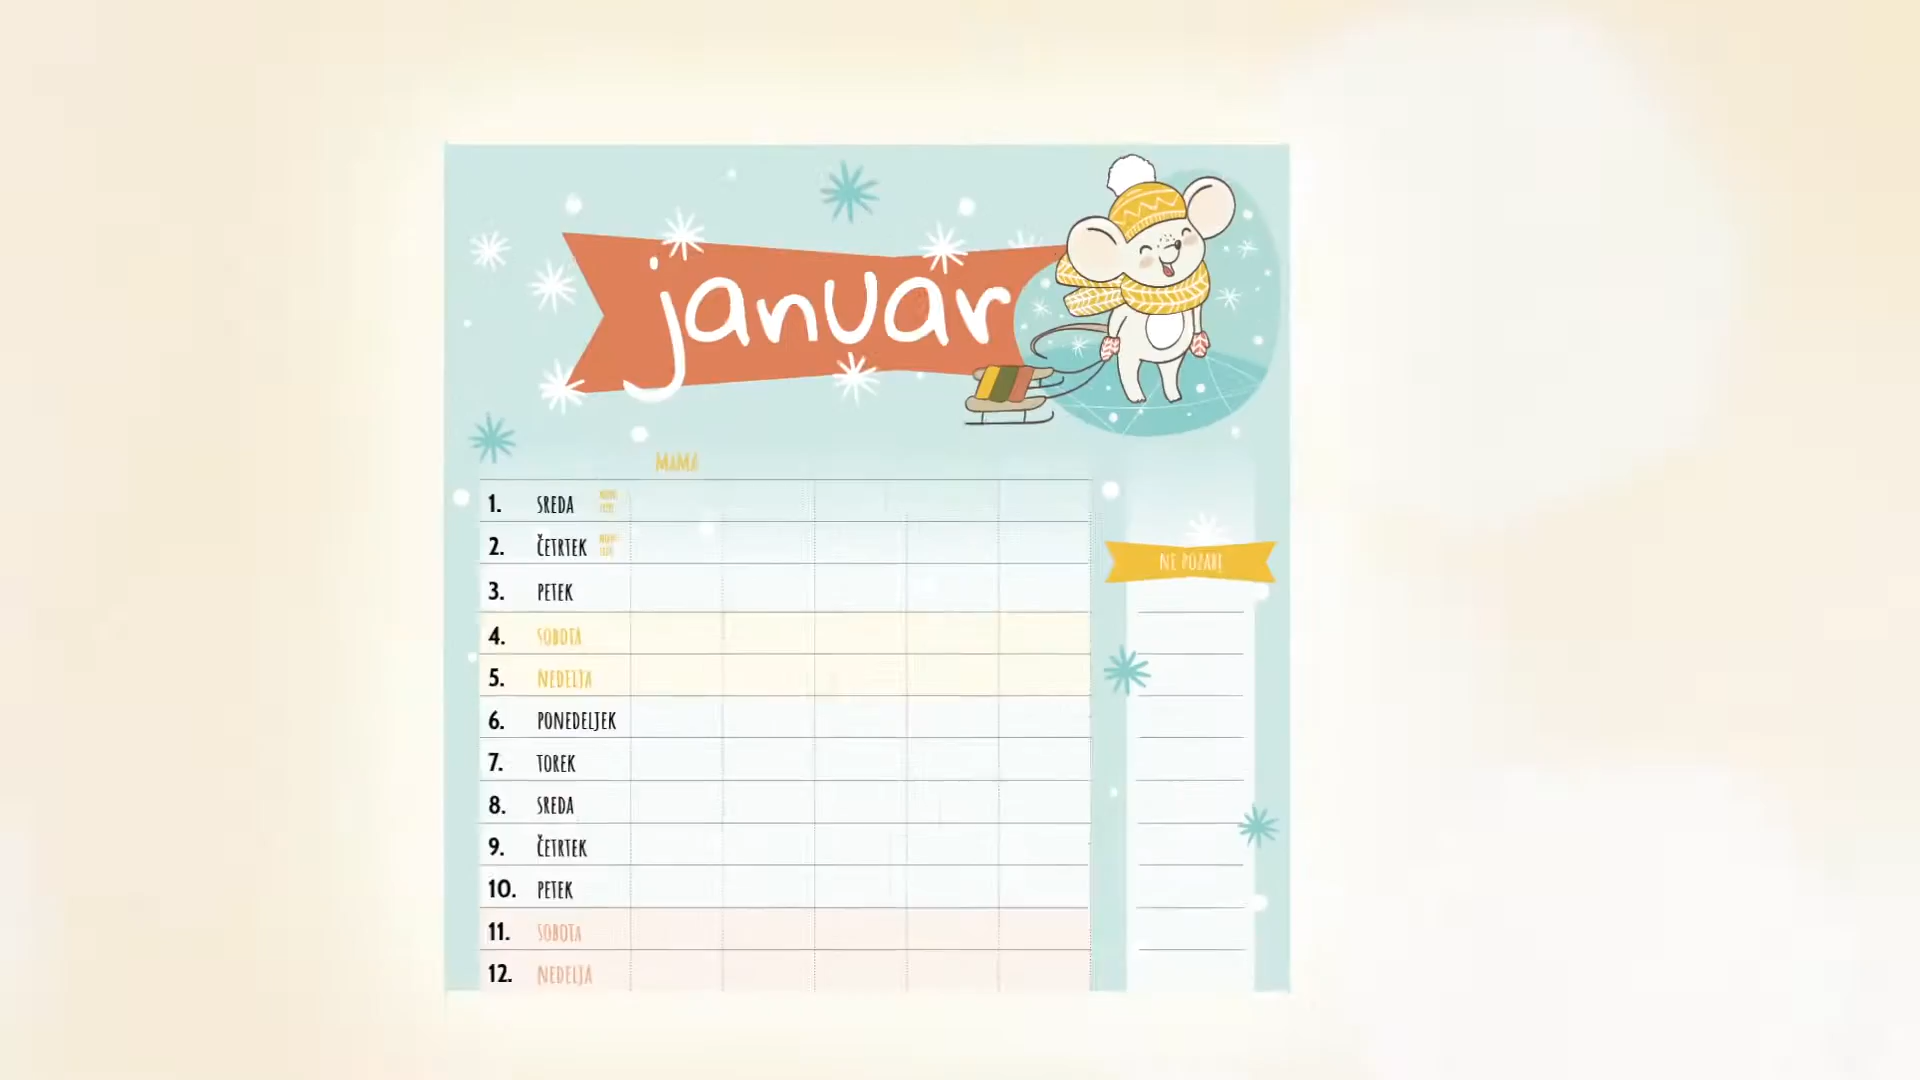 januar
MAMA
1. SREDA
2. ČETRTEK
3. PETEK
NE POZABI
4. SOBOTA
5. NEDELJA
6. PONEDELJEK
7. TOREK
8. SREDA
9. ČETRTEK
10. PETEK
11. SOBOTA
12. NEDELJA